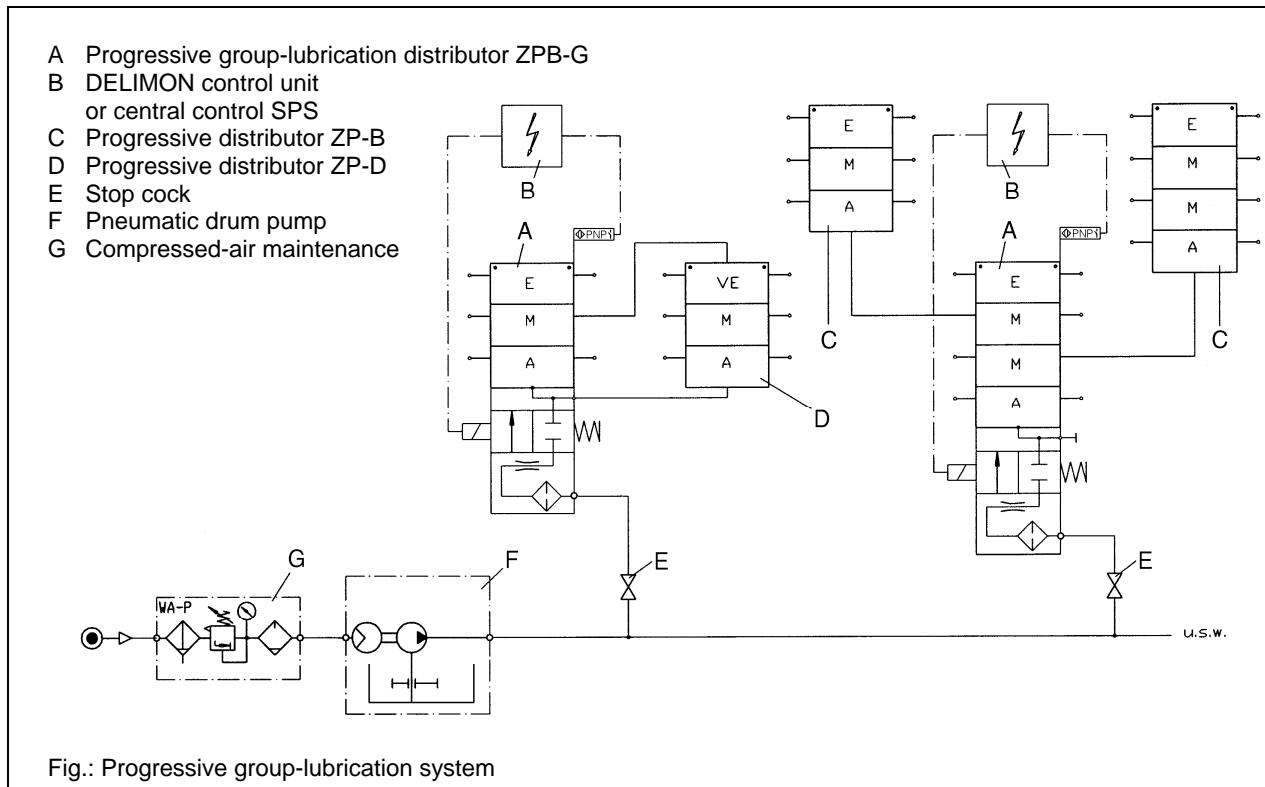 A Progressive group-lubrication distributor ZPB-G
B DELIMON control unit
or central control SPS
C Progressive distributor ZP-B
D Progressive distributor ZP-D
E Stop cock
F Pneumatic drum pump
G Compressed-air maintenance
B
A
PNP
E
M
A
VE
M
A
D
E
M
A
C
B
A
PNP
E
M
M
A
E
M
M
A
C
G
WA-P
F
E
E
u.s.w.
Fig.: Progressive group-lubrication system